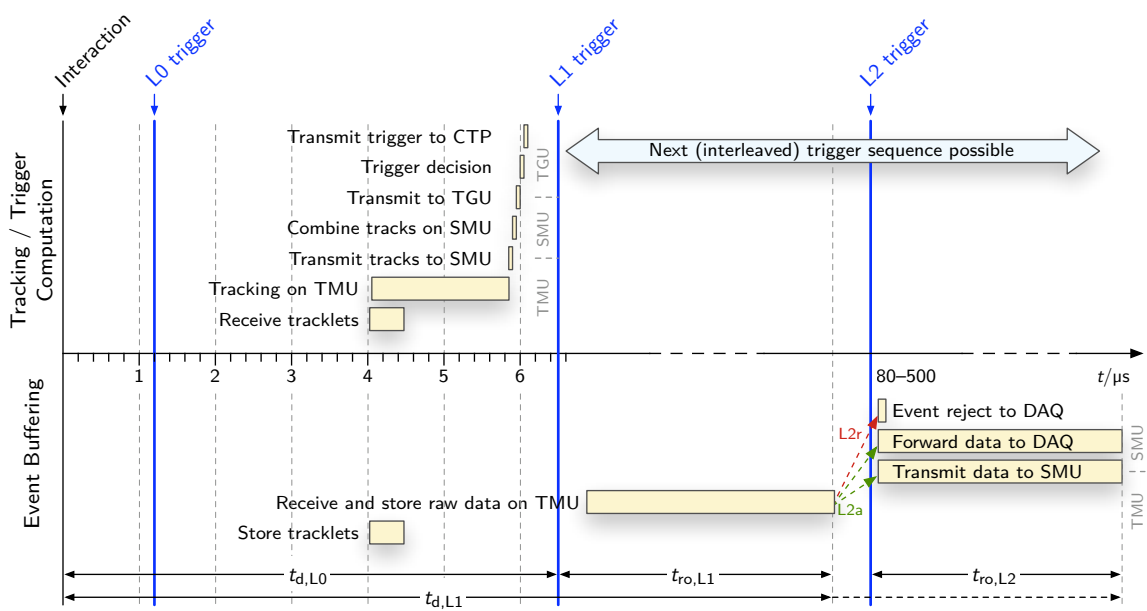 Interaction
L0 trigger
L1 trigger
L2 trigger
Tracking / Trigger
Computation
Transmit trigger to CTP
Trigger decision
Transmit to TGU
Combine tracks on SMU
Transmit tracks to SMU
Tracking on TMU
Receive tracklets
TGU
SMU
TMU
Next (interleaved) trigger sequence possible
1
2
3
4
5
6
80–500
t/µs
Event Buffering
Event reject to DAQ
Forward data to DAQ
Transmit data to SMU
L2r
L2a
Receive and store raw data on TMU
Store tracklets
SMU
TMU
td,L0
tro,L1
tro,L2
td,L1